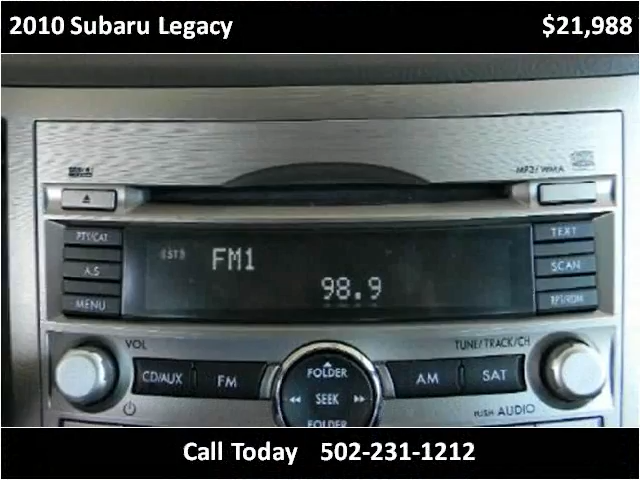 2010 Subaru Legacy $21,988
MP3/WMA
PTY/CAT TEXT
FM1
A.S SCAN
98.9
MENU RPT/RDM
VOL TUNE/TRACK/CH
CD/AUX FM FOLDER AM SAT
SEEK
PUSH AUDIO
FOLDER
Call Today 502-231-1212